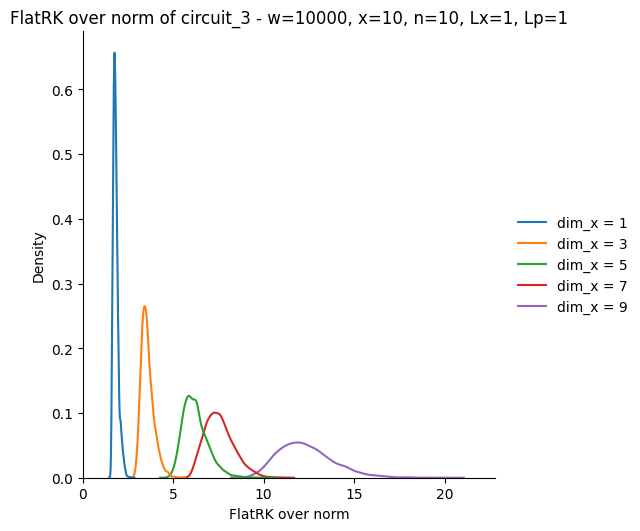 FlatRK over norm of circuit_3 - w=10000, x=10, n=10, Lx=1, Lp=1
0.6
0.5
0.4
0.3
0.2
0.1
0.0
Density
0 5 10 15 20
FlatRK over norm
dim_x = 1
dim_x = 3
dim_x = 5
dim_x = 7
dim_x = 9